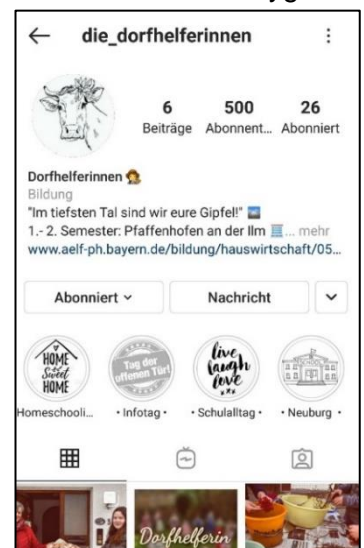 die_dorfhelferinnen
6 500 26
Beiträge Abonnent... Abonniert
Dorfhelferinnen
Bildung
"Im tiefsten Tal sind wir eure Gipfel!"
1.- 2. Semester: Pfaffenhofen an der Ilm ... mehr
www.aelf-ph.bayern.de/bildung/hauswirtschaft/05...
Abonniert Nachricht
HOME
Sweet
HOME
Tag der
offenen Tür!
live
laugh
love
xxx
Homeschooli... • Infotag • • Schulalltag • • Neuburg •
Dorfhelferin